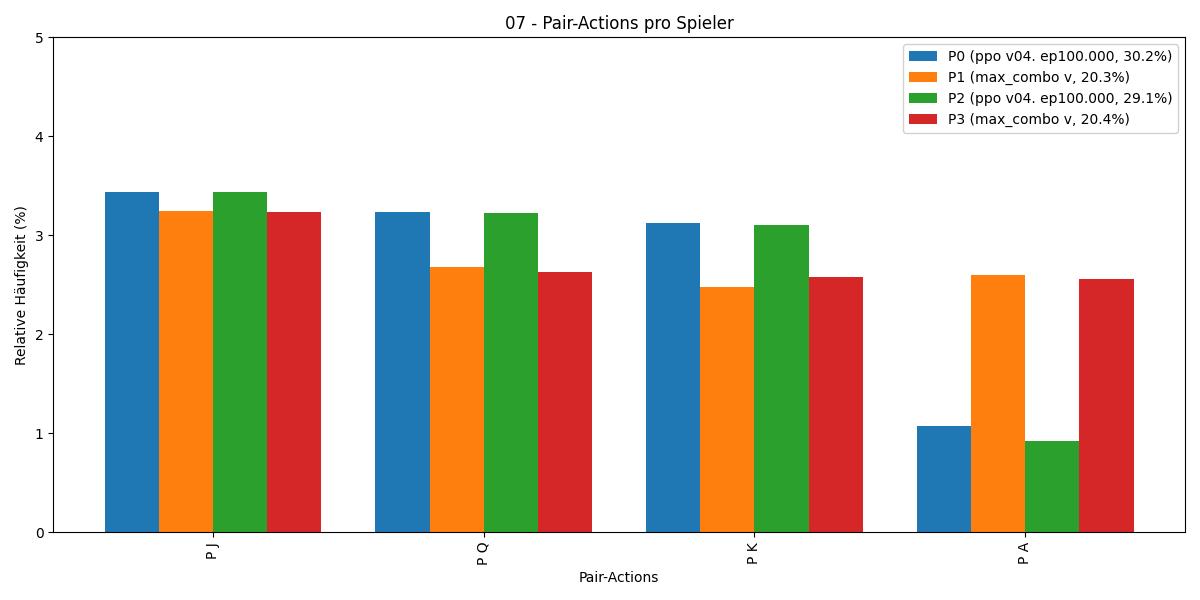 07 - Pair-Actions pro Spieler
P0 (ppo v04. ep100.000, 30.2%)
P1 (max_combo v, 20.3%)
P2 (ppo v04. ep100.000, 29.1%)
P3 (max_combo v, 20.4%)
Relative Häufigkeit (%)
5
4
3
2
1
0
P J
P Q
P K
P A
Pair-Actions